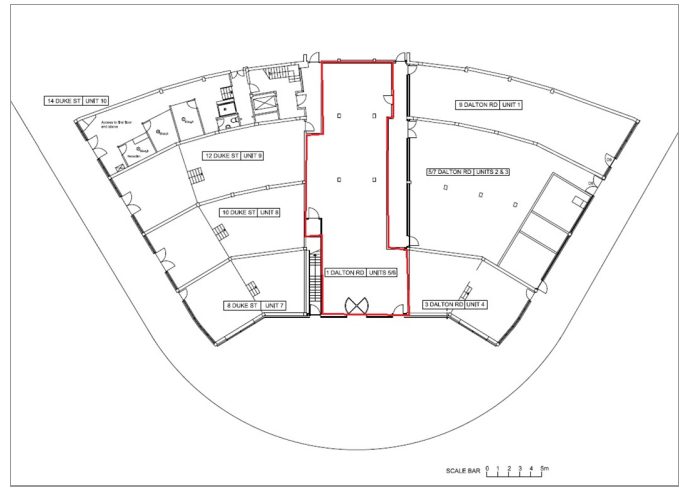 9 DALTON RD UNIT 1
14 DUKE ST UNIT 10
Access to first floor
and above
12 DUKE ST UNIT 9
5/7 DALTON RD UNITS 2 & 3
10 DUKE ST UNIT 8
1 DALTON RD UNITS 5/6
8 DUKE ST UNIT 7
3 DALTON RD UNIT 4
SCALE BAR 0 1 2 3 4 5m